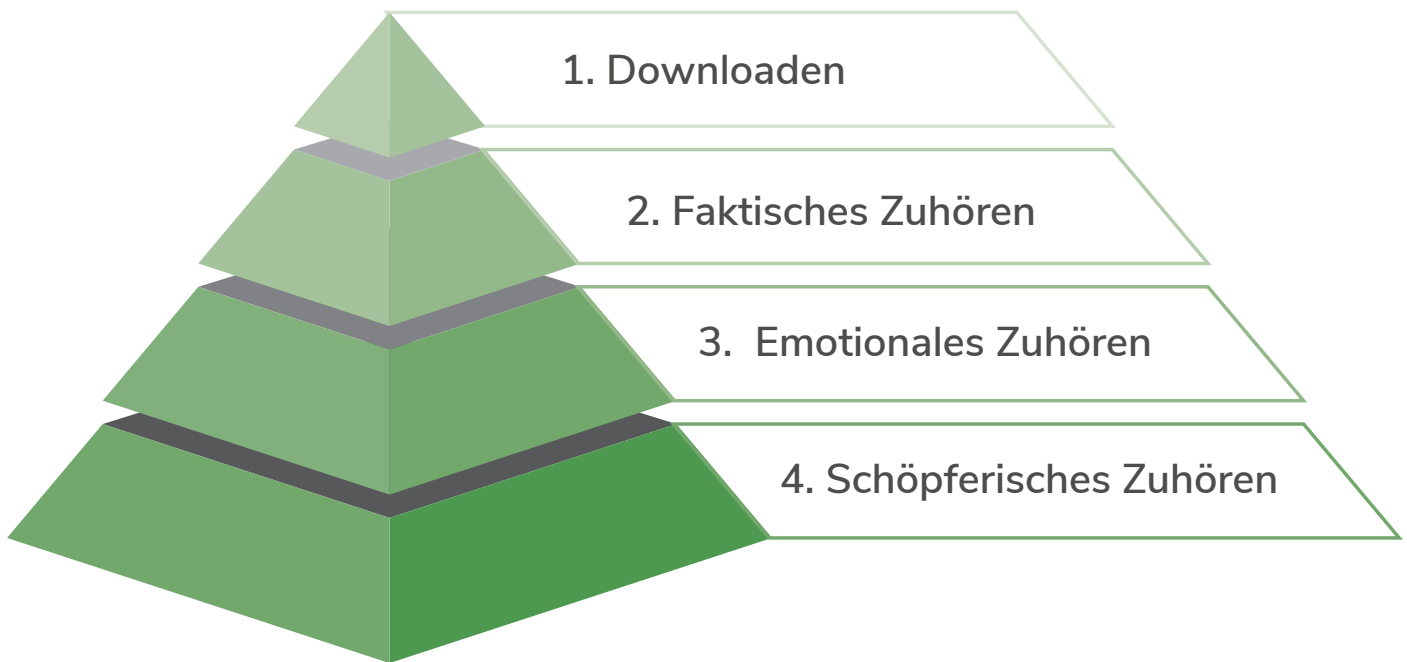 1. Downloaden
2. Faktisches Zuhören
3. Emotionales Zuhören
4. Schöpferisches Zuhören